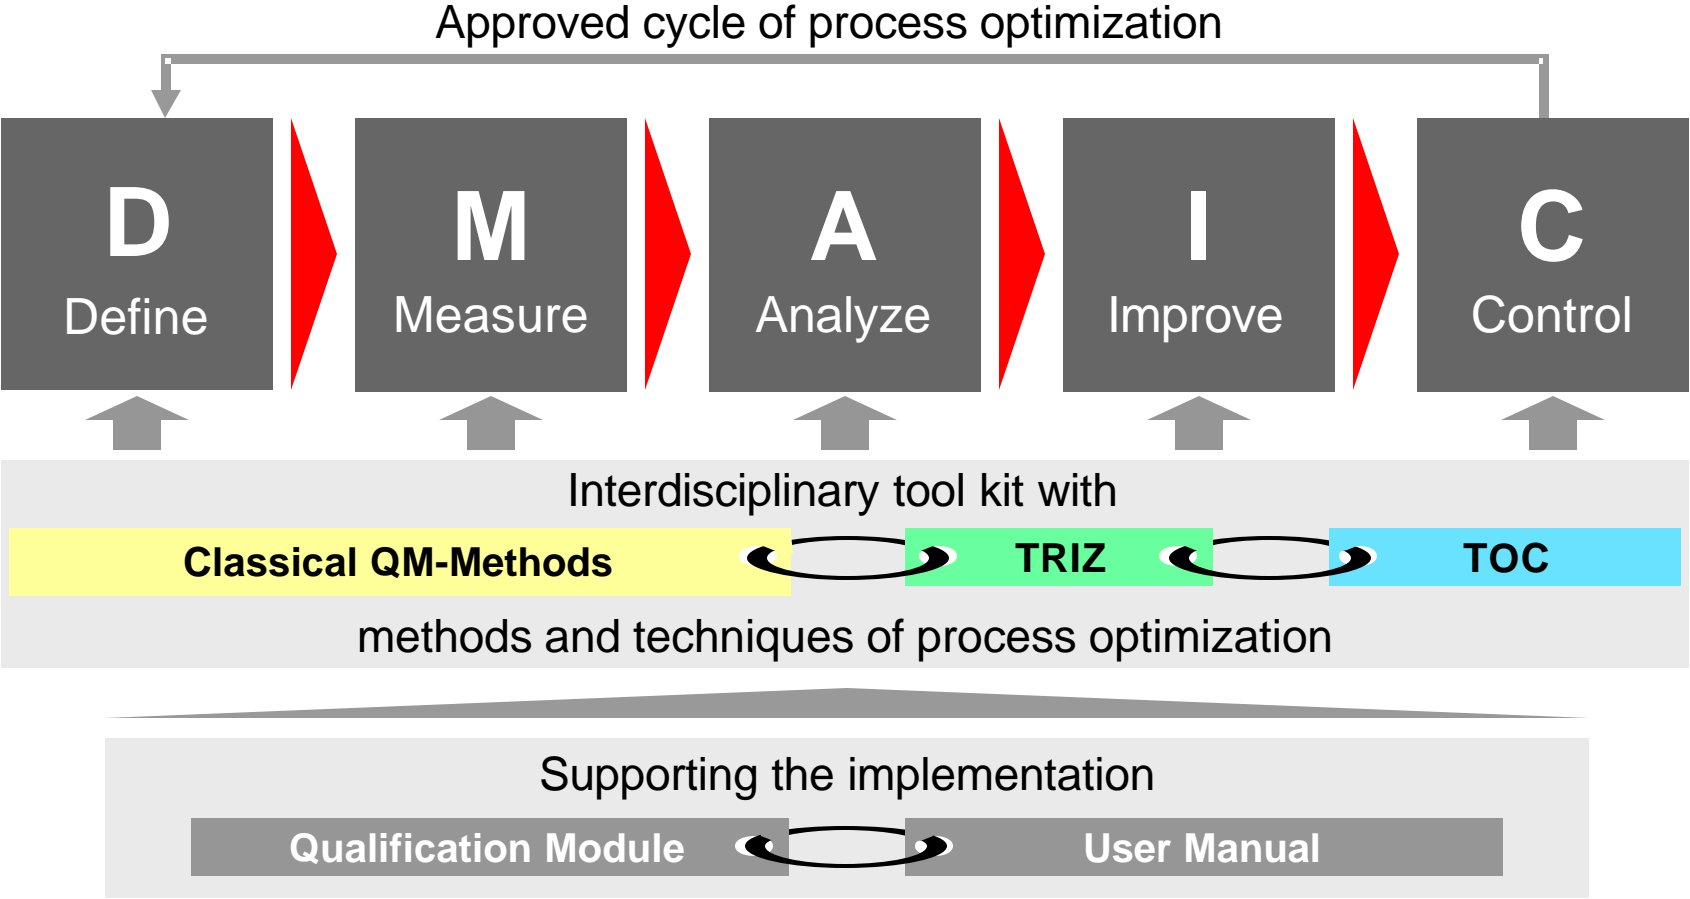 Approved cycle of process optimization
D M A I C
Define Measure Analyze Improve Control
Interdisciplinary tool kit with
Classical QM-Methods TRIZ TOC
methods and techniques of process optimization
Supporting the implementation
Qualification Module User Manual